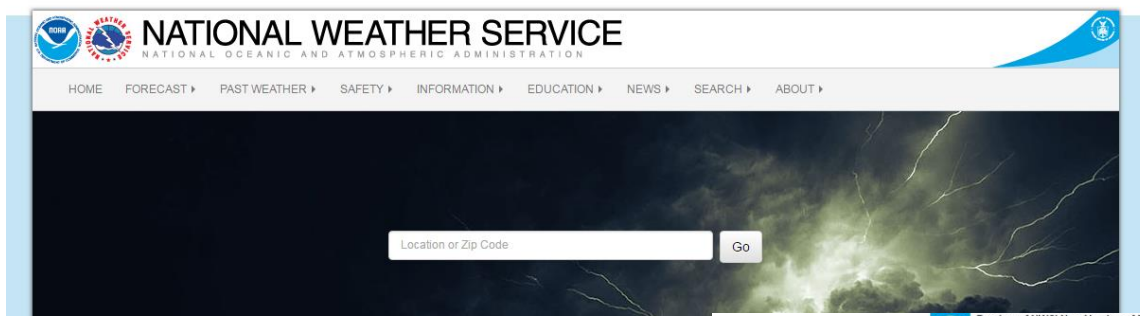 NOAA
NATIONAL WEATHER SERVICE
NATIONAL OCEANIC AND ATMOSPHERIC ADMINISTRATION
HOME FORECAST PAST WEATHER SAFETY INFORMATION EDUCATION NEWS SEARCH ABOUT
Location or Zip Code Go